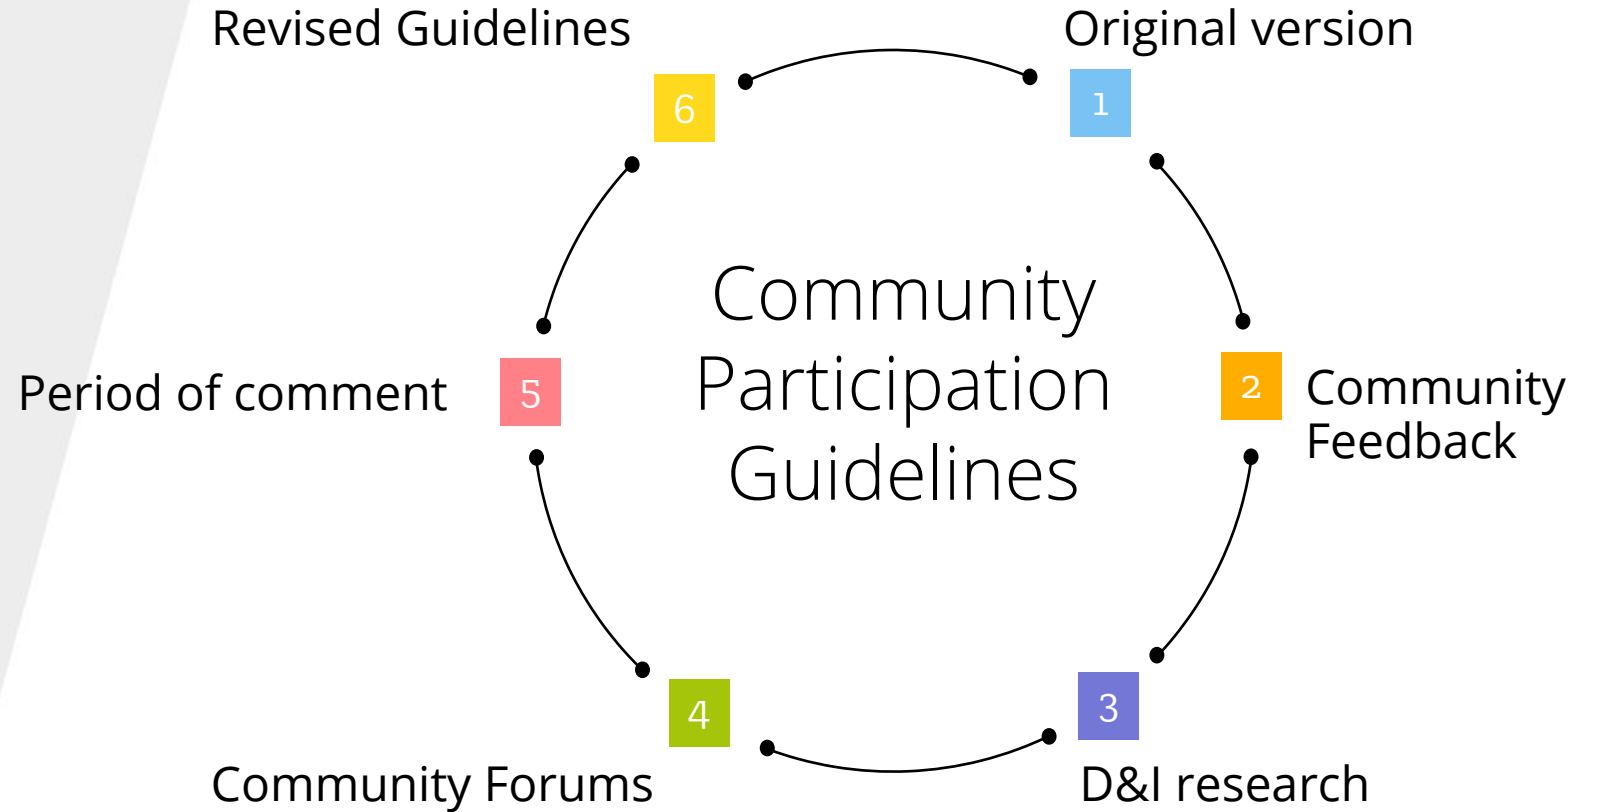 Revised Guidelines
Original version
6
1
Community
Participation
Guidelines
Period of comment
5
2
Community
Feedback
4
3
Community Forums
D&I research